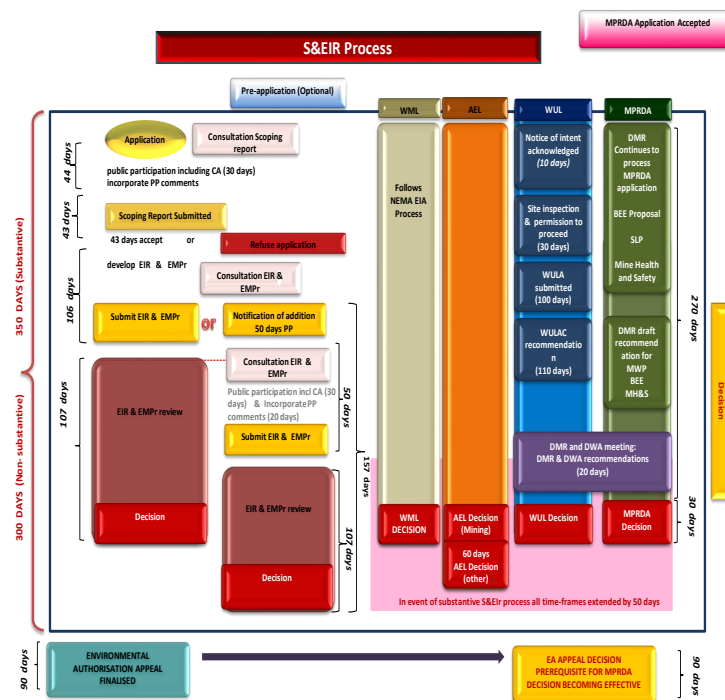 MPRDA Application Accepted
S&EIR Process
Pre-application (Optional)
WML
AEL
WUL
MPRDA
Application
Consultation Scoping
report
public participation including CA (30 days)
incorporate PP comments
44 days
Scoping Report Submitted
43 days accept or
Refuse application
43 days
develop EIR & EMPr
Consultation EIR &
EMPr
106 days
Submit EIR & EMPr
or
Notification of addition
50 days PP
Consultation EIR &
EMPr
Public participation incl CA (30
days) & Incorporate PP
comments (20 days)
Submit EIR & EMPr
50 days
107 days
EIR & EMPr review
Decision
EIR & EMPr review
Decision
107 days
157 days
350 DAYS (Substantive)
300 DAYS (Non- substantive)
Follows
NEMA EIA
Process
WML
DECISION
AEL Decision
(Mining)
60 days
AEL Decision
(other)
Notice of intent
acknowledged
(10 days)
Site inspection
& permission to
proceed
(30 days)
WULA
submitted
(100 days)
WULAC
recommendatio
n
(110 days)
WUL Decision
DMR
Continues to
process
MPRDA
application
BEE Proposal
SLP
Mine Health
and Safety
DMR draft
recommend
ation for
MWP
BEE
MH&S
DMR and DWA meeting:
DMR & DWA recommendations
(20 days)
MPRDA
Decision
270 days
30 days
Decision
In event of substantive S&EIr process all time-frames extended by 50 days
90 days
ENVIRONMENTAL
AUTHORISATION APPEAL
FINALISED
EA APPEAL DECISION
PREREQUISITE FOR MPRDA
DECISION BECOMING EFFECTIVE
90 days